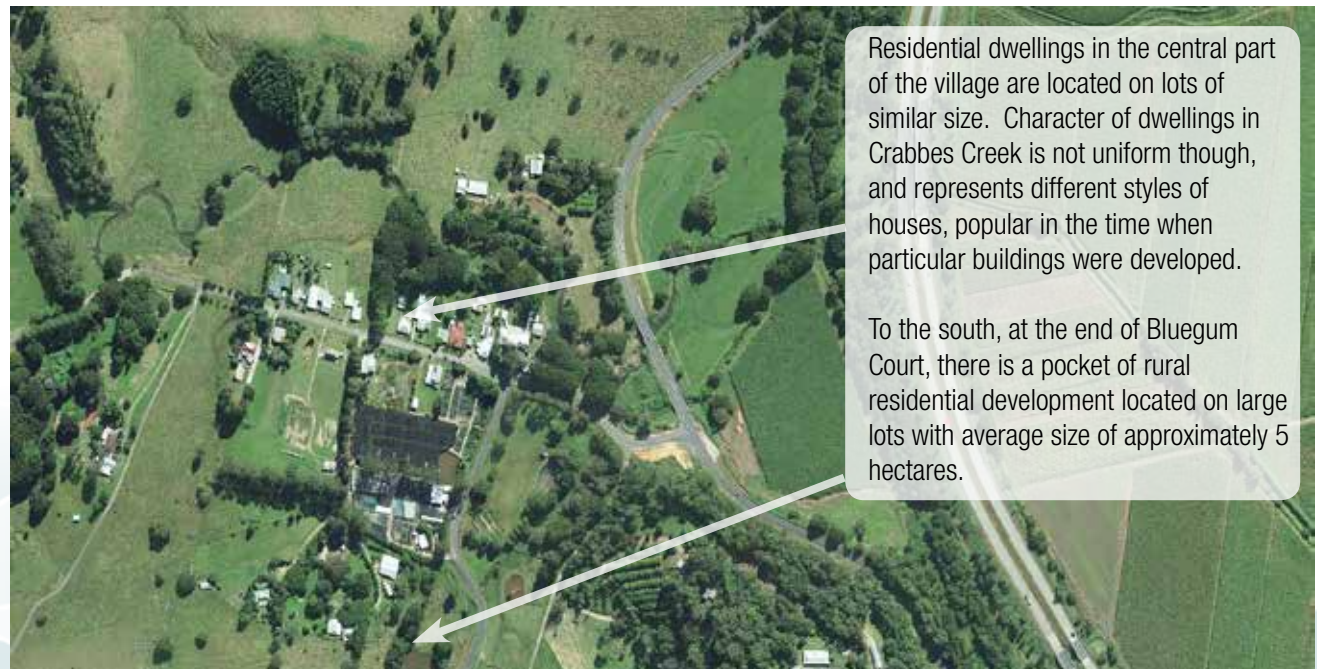 Residential dwellings in the central part
of the village are located on lots of
similar size. Character of dwellings in
Crabbes Creek is not uniform though,
and represents different styles of
houses, popular in the time when
particular buildings were developed.
To the south, at the end of Bluegum
Court, there is a pocket of rural
residential development located on large
lots with average size of approximately 5
hectares.